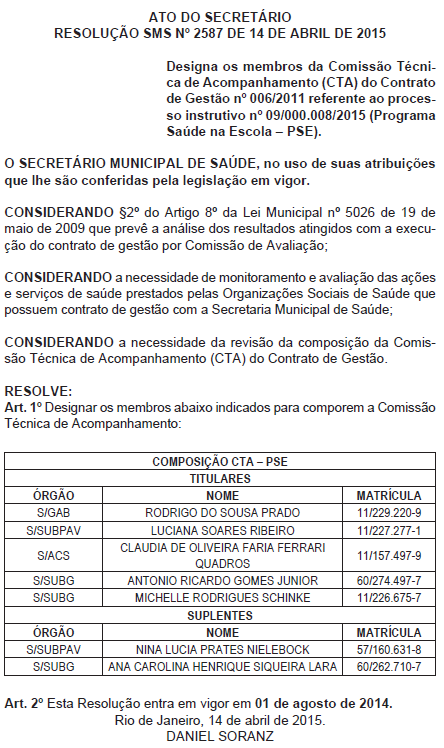 ATO DO SECRETÁRIO
RESOLUÇÃO SMS Nº 2587 DE 14 DE ABRIL DE 2015
Designa os membros da Comissão Técni-
ca de Acompanhamento (CTA) do Contrato
de Gestão nº 006/2011 referente ao proces-
so instrutivo nº 09/000.008/2015 (Programa
Saúde na Escola – PSE).
O SECRETÁRIO MUNICIPAL DE SAÚDE, no uso de suas atribuições
que lhe são conferidas pela legislação em vigor.
CONSIDERANDO §2º do Artigo 8º da Lei Municipal nº 5026 de 19 de
maio de 2009 que prevê a análise dos resultados atingidos com a execu-
ção do contrato de gestão por Comissão de Avaliação;
CONSIDERANDO a necessidade de monitoramento e avaliação das ações
e serviços de saúde prestados pelas Organizações Sociais de Saúde que
possuem contrato de gestão com a Secretaria Municipal de Saúde;
CONSIDERANDO a necessidade da revisão da composição da Comis-
são Técnica de Acompanhamento (CTA) do Contrato de Gestão.
RESOLVE:
Art. 1º Designar os membros abaixo indicados para comporem a Comissão
Técnica de Acompanhamento:
COMPOSIÇÃO CTA – PSE
TITULARES
ÓRGÃO NOME MATRÍCULA
S/GAB RODRIGO DO SOUSA PRADO 11/229.220-9
S/SUBPAV LUCIANA SOARES RIBEIRO 11/227.277-1
S/ACS CLAUDIA DE OLIVEIRA FARIA FERRARI
QUADROS 11/157.497-9
S/SUBG ANTONIO RICARDO GOMES JUNIOR 60/274.497-7
S/SUBG MICHELLE RODRIGUES SCHINKE 11/226.675-7
SUPLENTES
ÓRGÃO NOME MATRÍCULA
S/SUBPAV NINA LUCIA PRATES NIELEBOCK 57/160.631-8
S/SUBG ANA CAROLINA HENRIQUE SIQUEIRA LARA 60/262.710-7
Art. 2º Esta Resolução entra em vigor em 01 de agosto de 2014.
Rio de Janeiro, 14 de abril de 2015.
DANIEL SORANZ